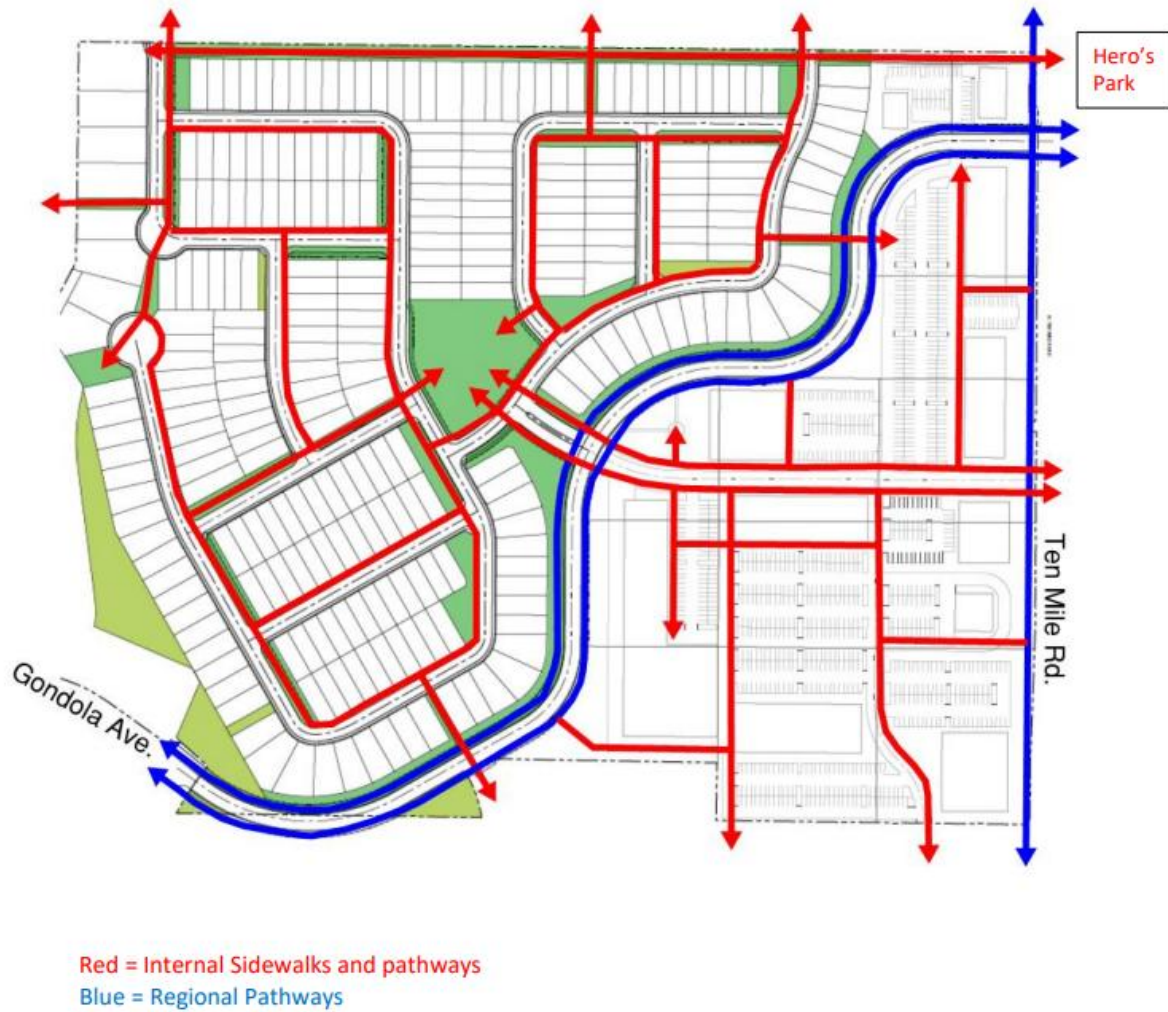 Hero's
Park
Ten Mile Rd.
Gondola Ave.
Red = Internal Sidewalks and pathways
Blue = Regional Pathways